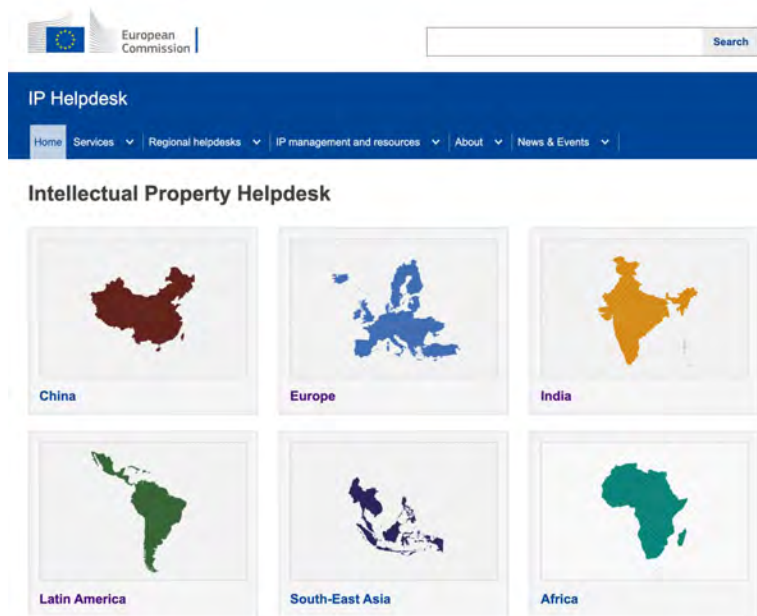 European
Commission
Search
IP Helpdesk
Home Services Regional helpdesks IP management and resources About News & Events
Intellectual Property Helpdesk
China Europe India
Latin America South-East Asia Africa